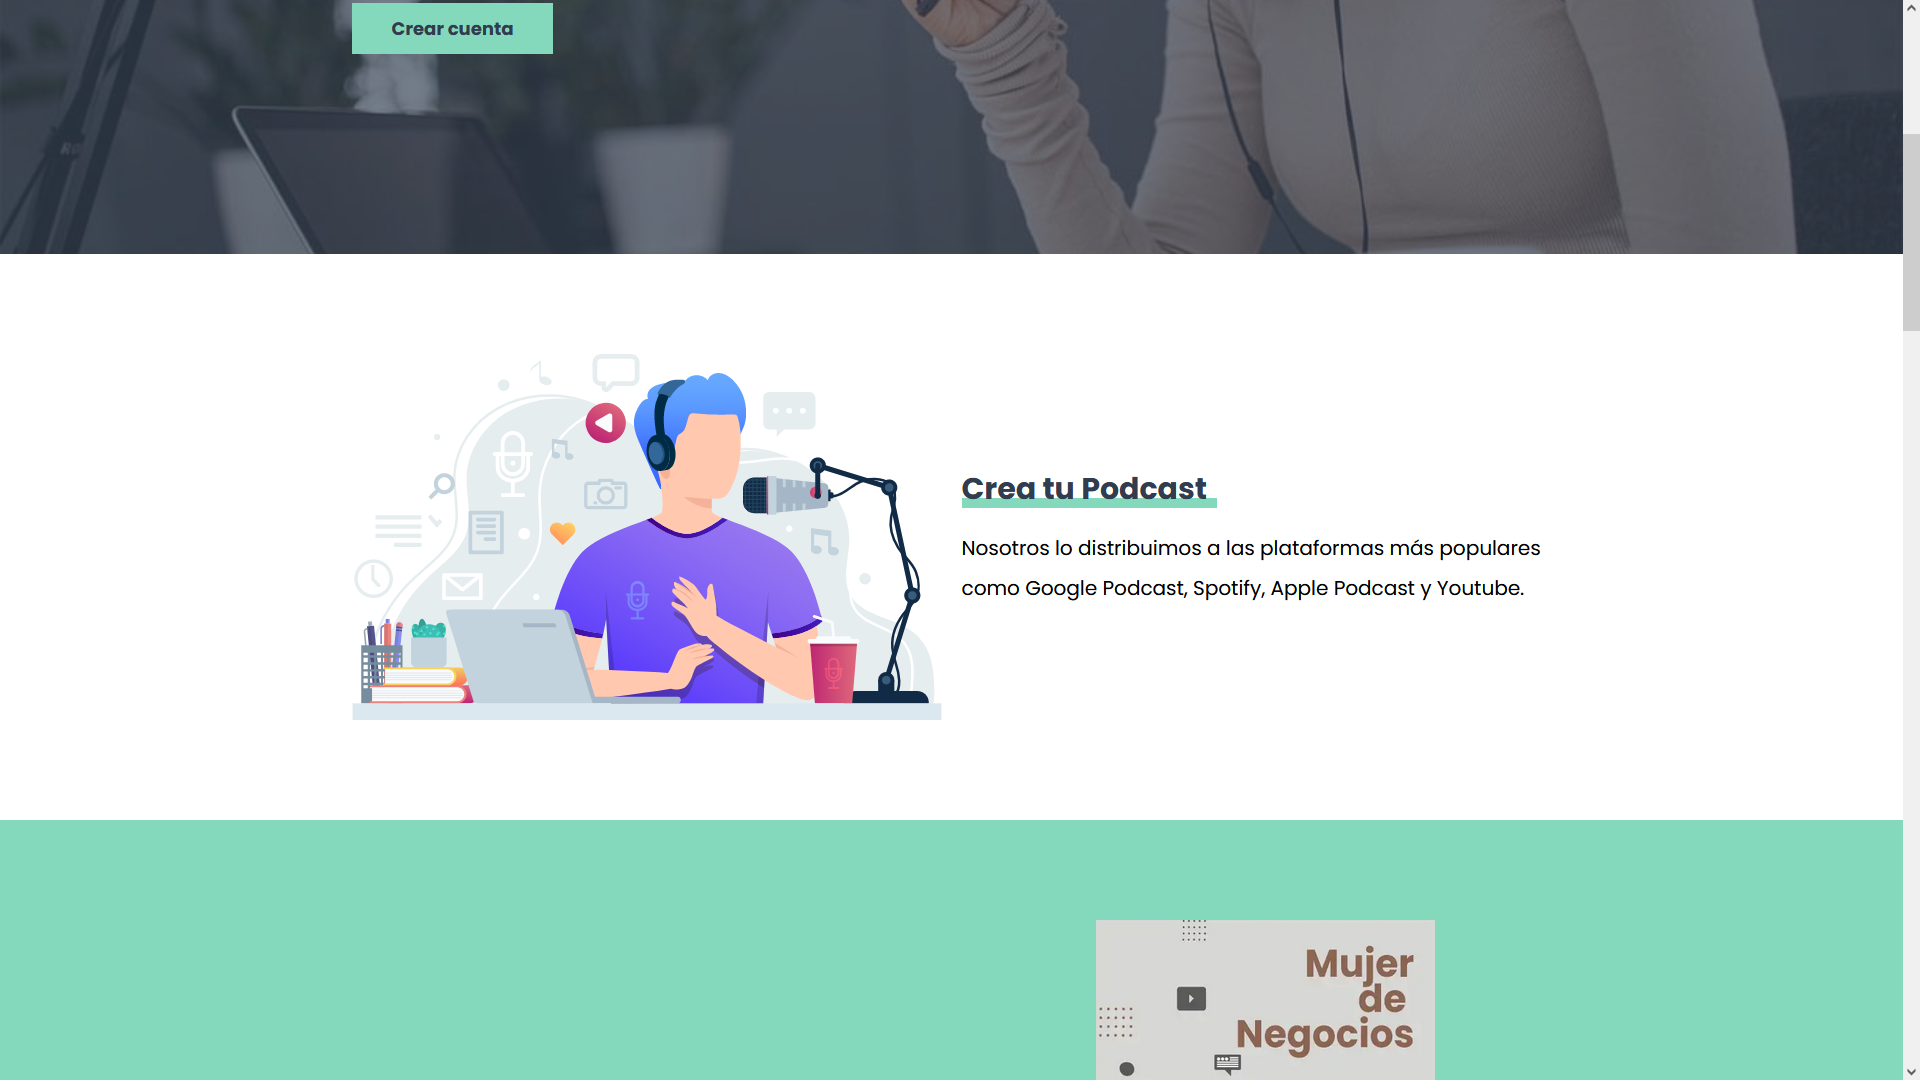 Crear cuenta
Crea tu Podcast
Nosotros lo distribuimos a las plataformas más populares
como Google Podcast, Spotify, Apple Podcast y Youtube.
Mujer
de
Negocios